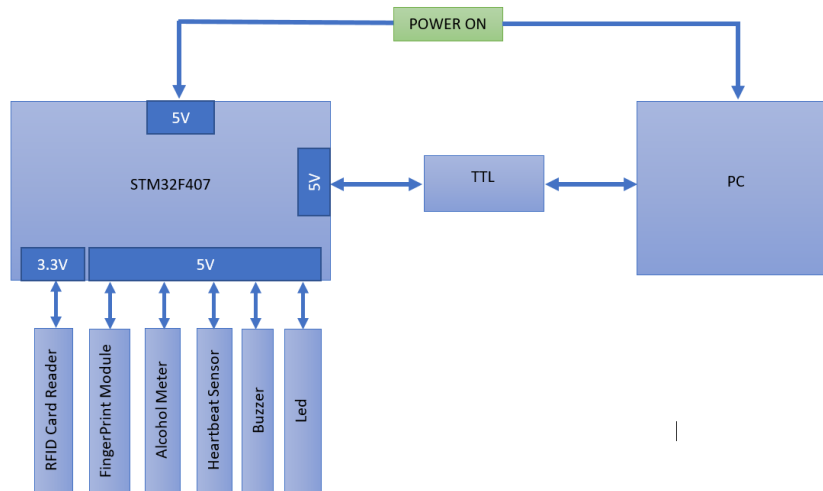 POWER ON
5V
STM32F407
5V
TTL
PC
3.3V
5V
RFID Card Reader
FingerPrint Module
Alcohol Meter
Heartbeat Sensor
Buzzer
Led